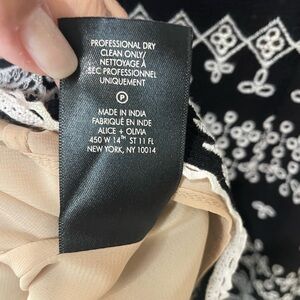 PROFESSIONAL DRY
CLEAN ONLY/
NETTOYAGE À
SEC PROFESSIONEL
UNIQUEMENT
P
MADE IN INDIA
FABRIQUÉ EN INDE
ALICE + OLIVIA
450 W 14TH ST 11 FL
NEW YORK, NY 10014